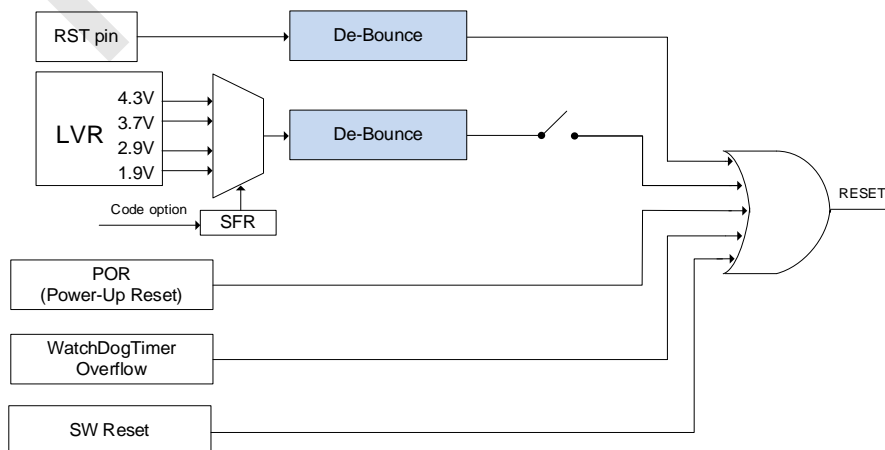 RST pin
De-Bounce
LVR
4.3V
3.7V
2.9V
1.9V
De-Bounce
Code option
SFR
RESET
POR
(Power-Up Reset)
WatchDogTimer
Overflow
SW Reset